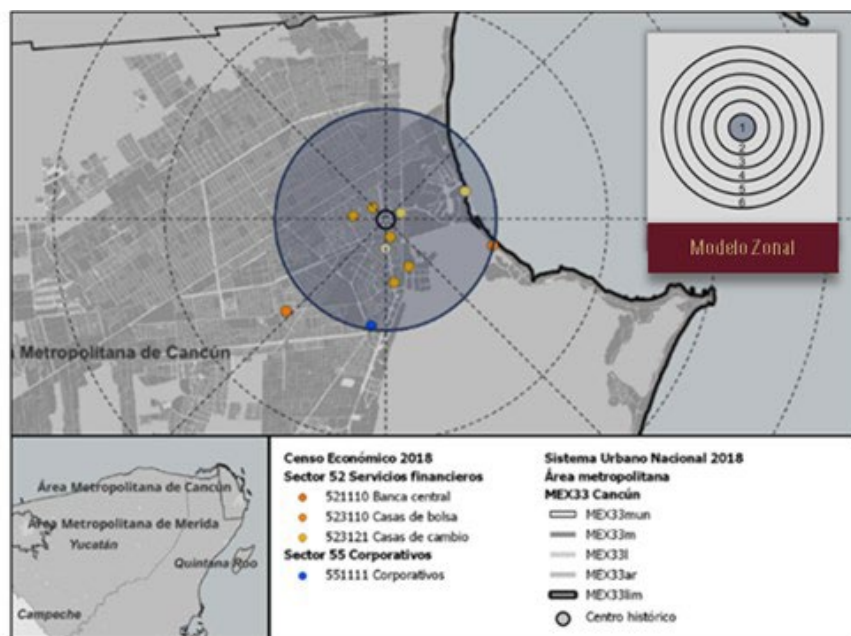 1
2
3
4
5
6
Modelo Zonal
Metropolitana de Cancún
Área Metropolitana de Cancún
Área Metropolitana de Merida
Yucatán
Quintana Roo
Campeche
Censo Económico 2018
Sector 52 Servicios financieros
521110 Banca central
523110 Casas de bolsa
523121 Casas de cambio
Sector 55 Corporativos
551111 Corporativos
Sistema Urbano Nacional 2018
Área metropolitana
MEX33 Cancún
MEX33mun
MEX33m
MEX33l
MEX33ar
MEX33lim
Centro histórico